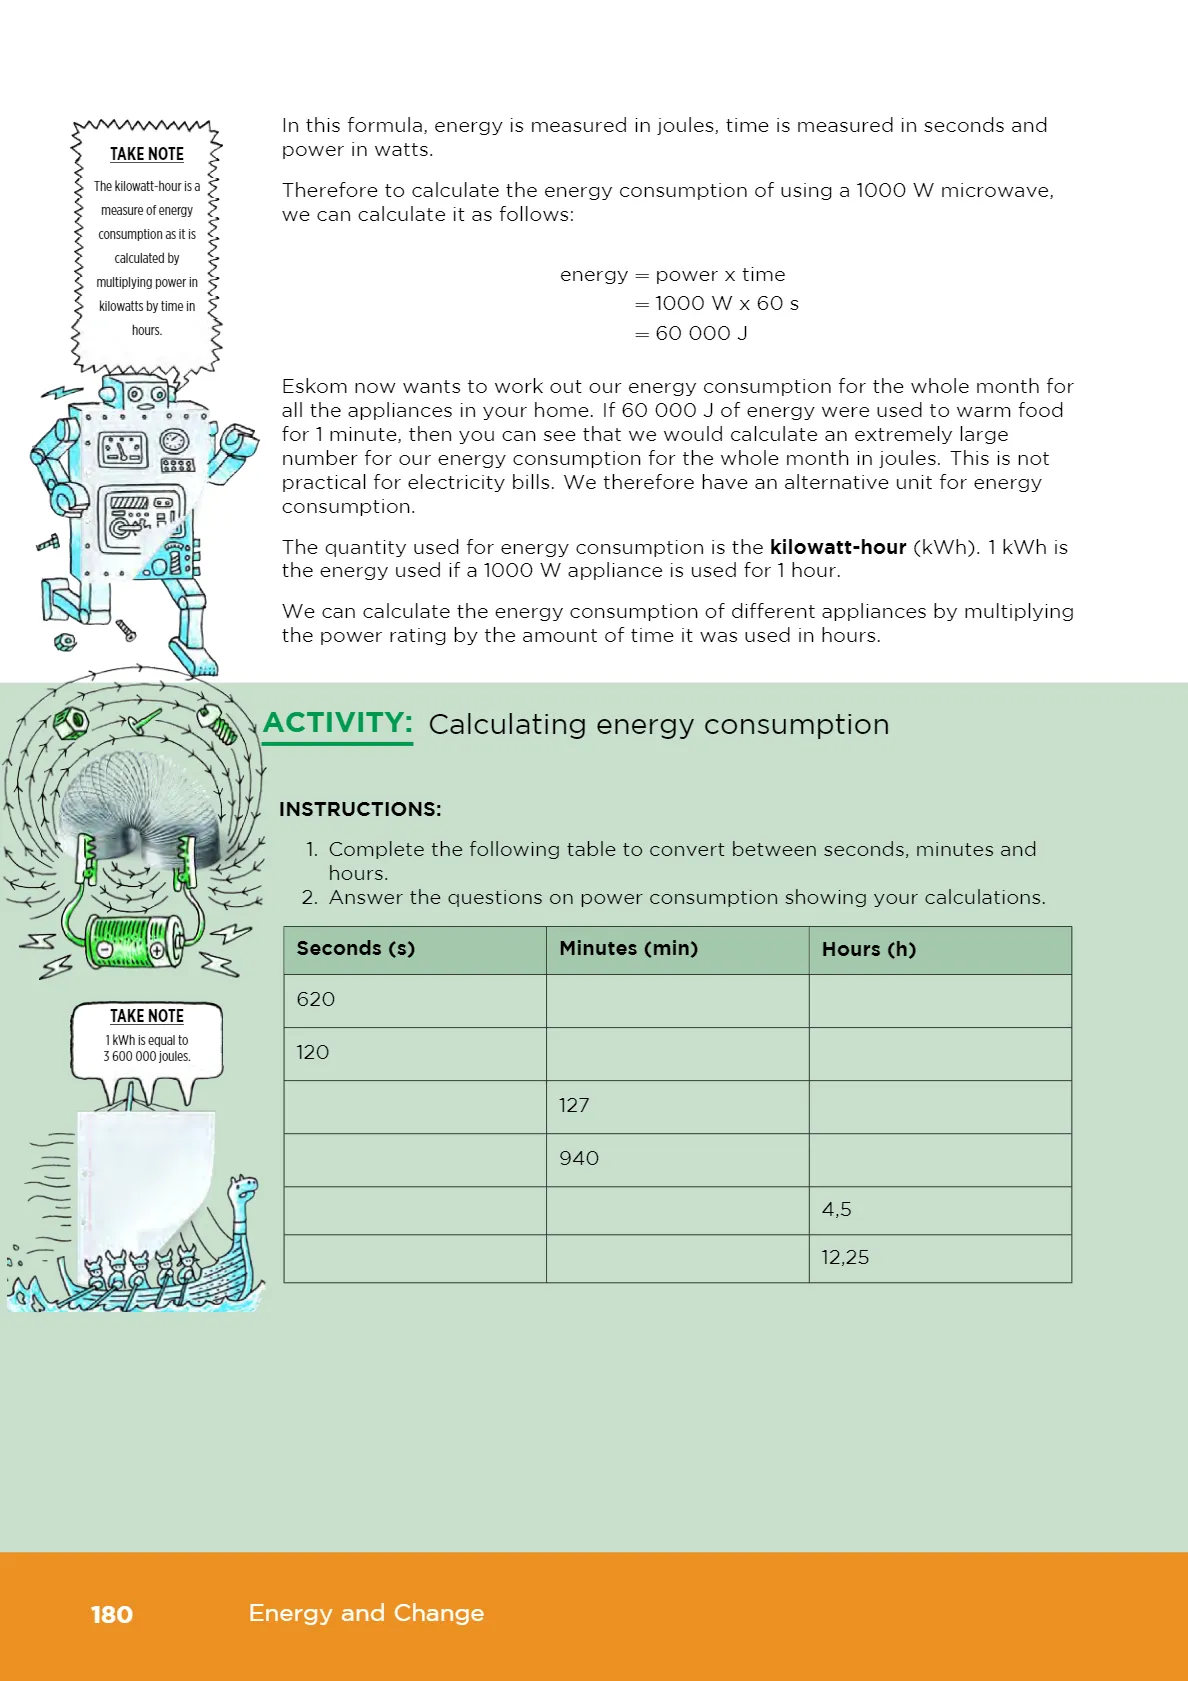 TAKE NOTE
The kilowatt-hour is a
measure of energy
consumption as it is
calculated by
multiplying power in
kilowatts by time in
hours.
In this formula, energy is measured in joules, time is measured in seconds and
power in watts.
Therefore to calculate the energy consumption of using a 1000 W microwave,
we can calculate it as follows:
energy = power x time
= 1000 W x 60 s
= 60 000 J
Eskom now wants to work out our energy consumption for the whole month for
all the appliances in your home. If 60 000 J of energy were used to warm food
for 1 minute, then you can see that we would calculate an extremely large
number for our energy consumption for the whole month in joules. This is not
practical for electricity bills. We therefore have an alternative unit for energy
consumption.
The quantity used for energy consumption is the kilowatt-hour (kWh). 1 kWh is
the energy used if a 1000 W appliance is used for 1 hour.
We can calculate the energy consumption of different appliances by multiplying
the power rating by the amount of time it was used in hours.
ACTIVITY: Calculating energy consumption
INSTRUCTIONS:
1. Complete the following table to convert between seconds, minutes and
hours.
2. Answer the questions on power consumption showing your calculations.
Seconds (s) Minutes (min) Hours (h)
620
120
127
940
4,5
12,25
TAKE NOTE
1 kWh is equal to
3 600 000 joules.
180 Energy and Change